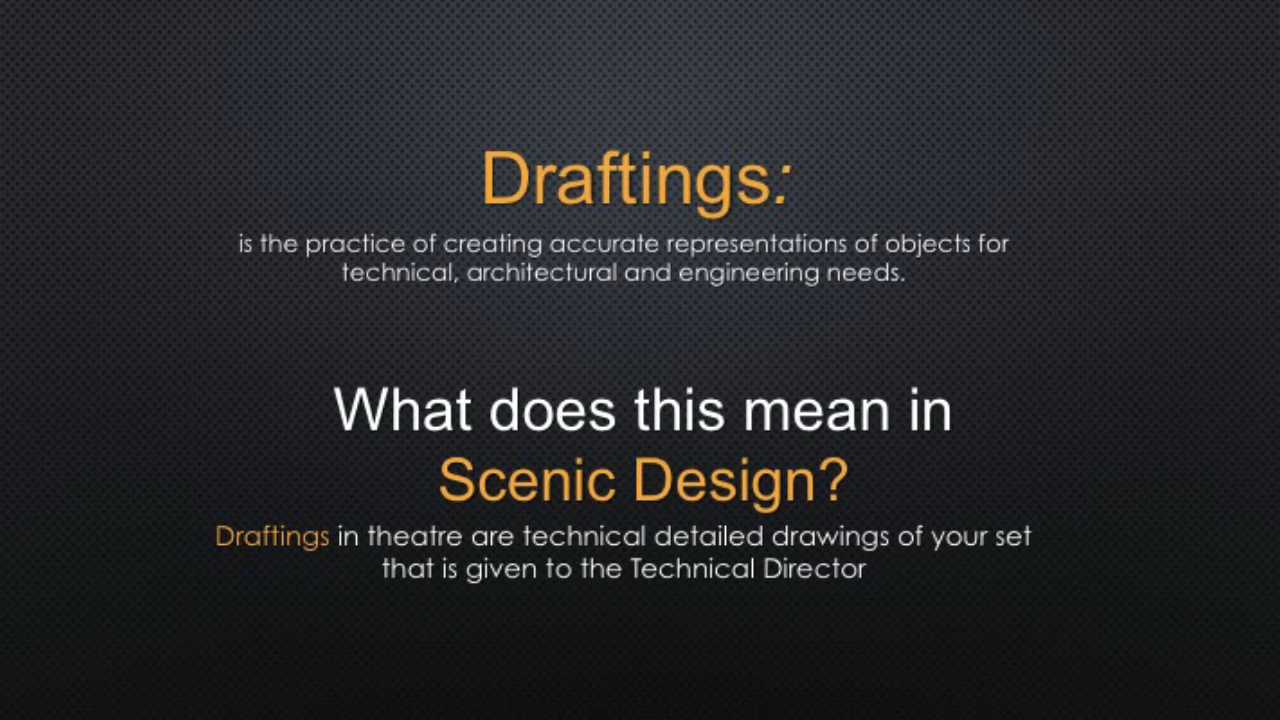 Draftings:
is the practice of creating accurate representations of objects for
technical, architectural and engineering needs.
What does this mean in
Scenic Design?
Draftings in theatre are technical detailed drawings of your set
that is given to the Technical Director